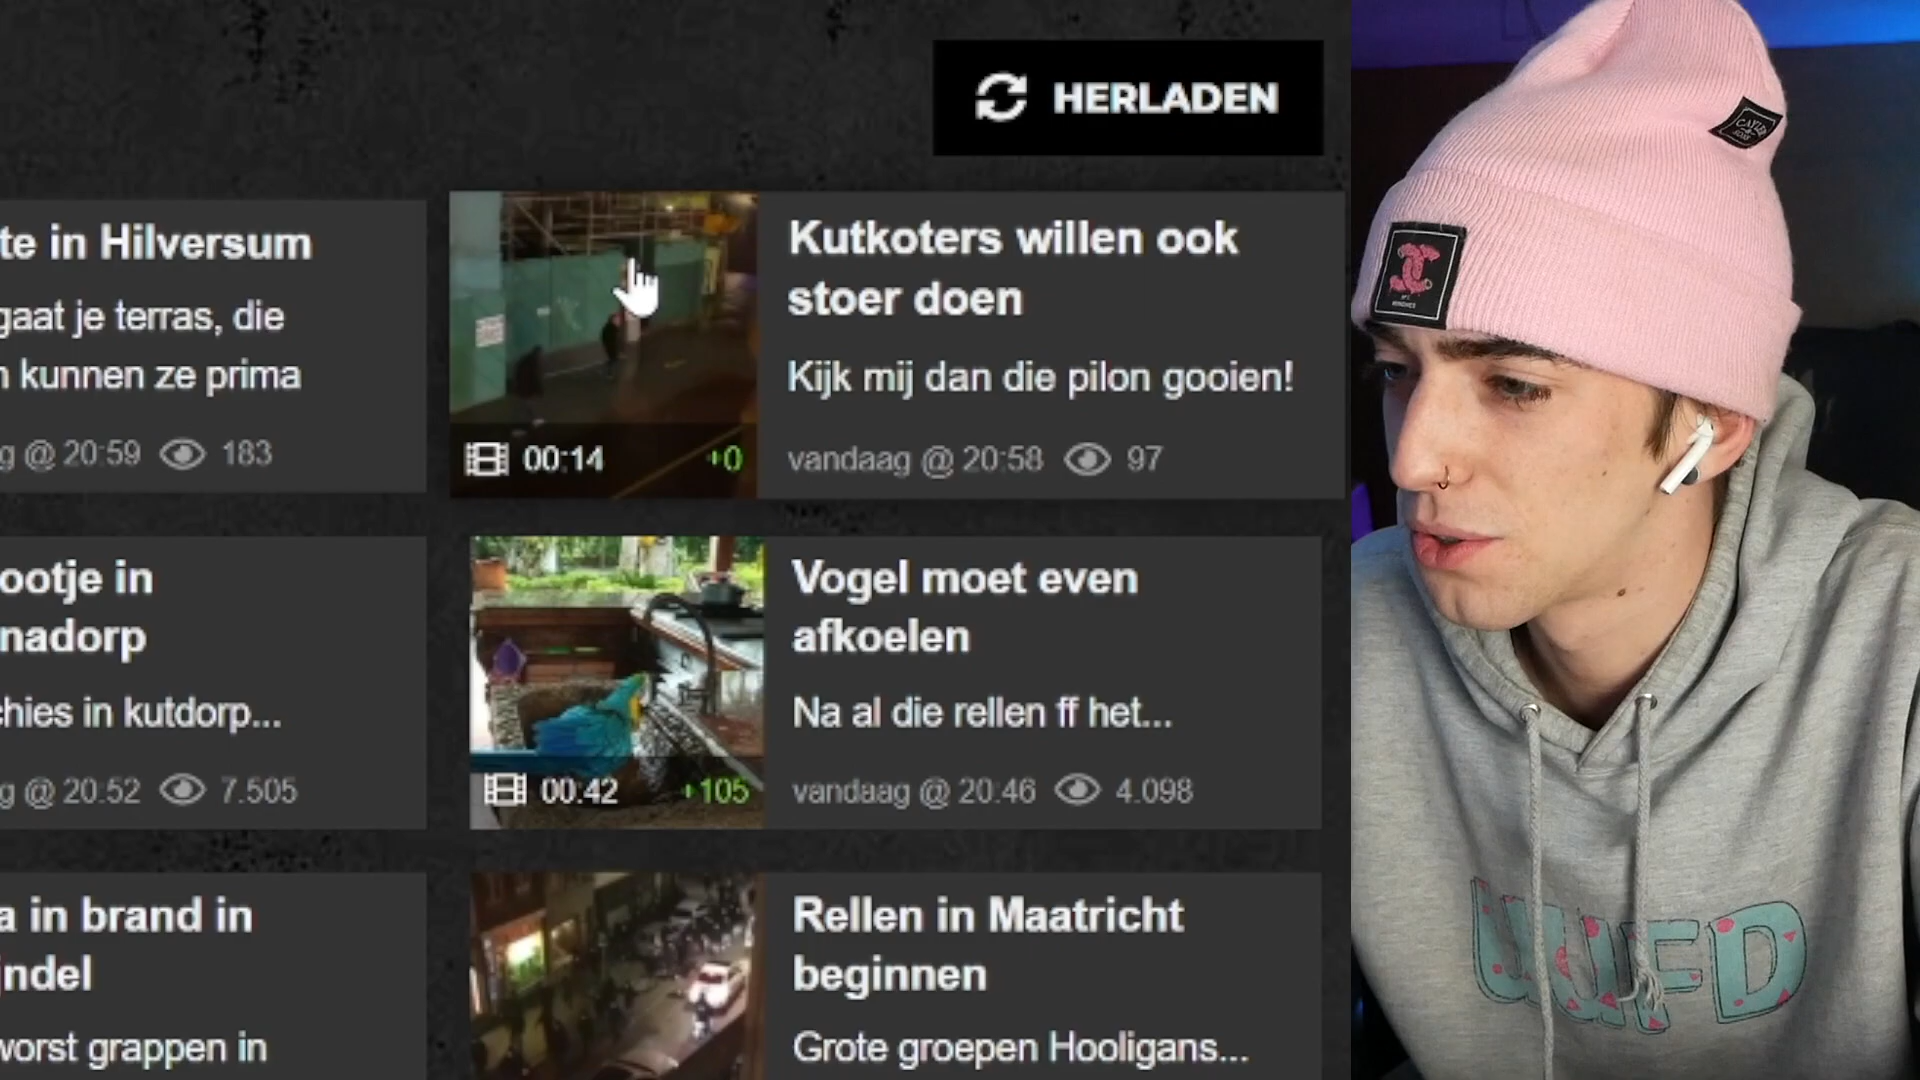 HERLADEN
te in Hilversum
gaat je terras, die
n kunnen ze prima
g @ 20:59 183
00:14 +0
Kutkoters willen ook
stoer doen
Kijk mij dan die pilon gooien!
vandaag @ 20:58 97
ootje in
nadorp
chies in kutdorp...
g @ 20:52 7.505
00:42 +105
Vogel moet even
afkoelen
Na al die rellen ff het...
vandaag @ 20:46 4.098
a in brand in
jndel
worst grappen in
Rellen in Maatricht
beginnen
Grote groepen Hooligans...
WUFD